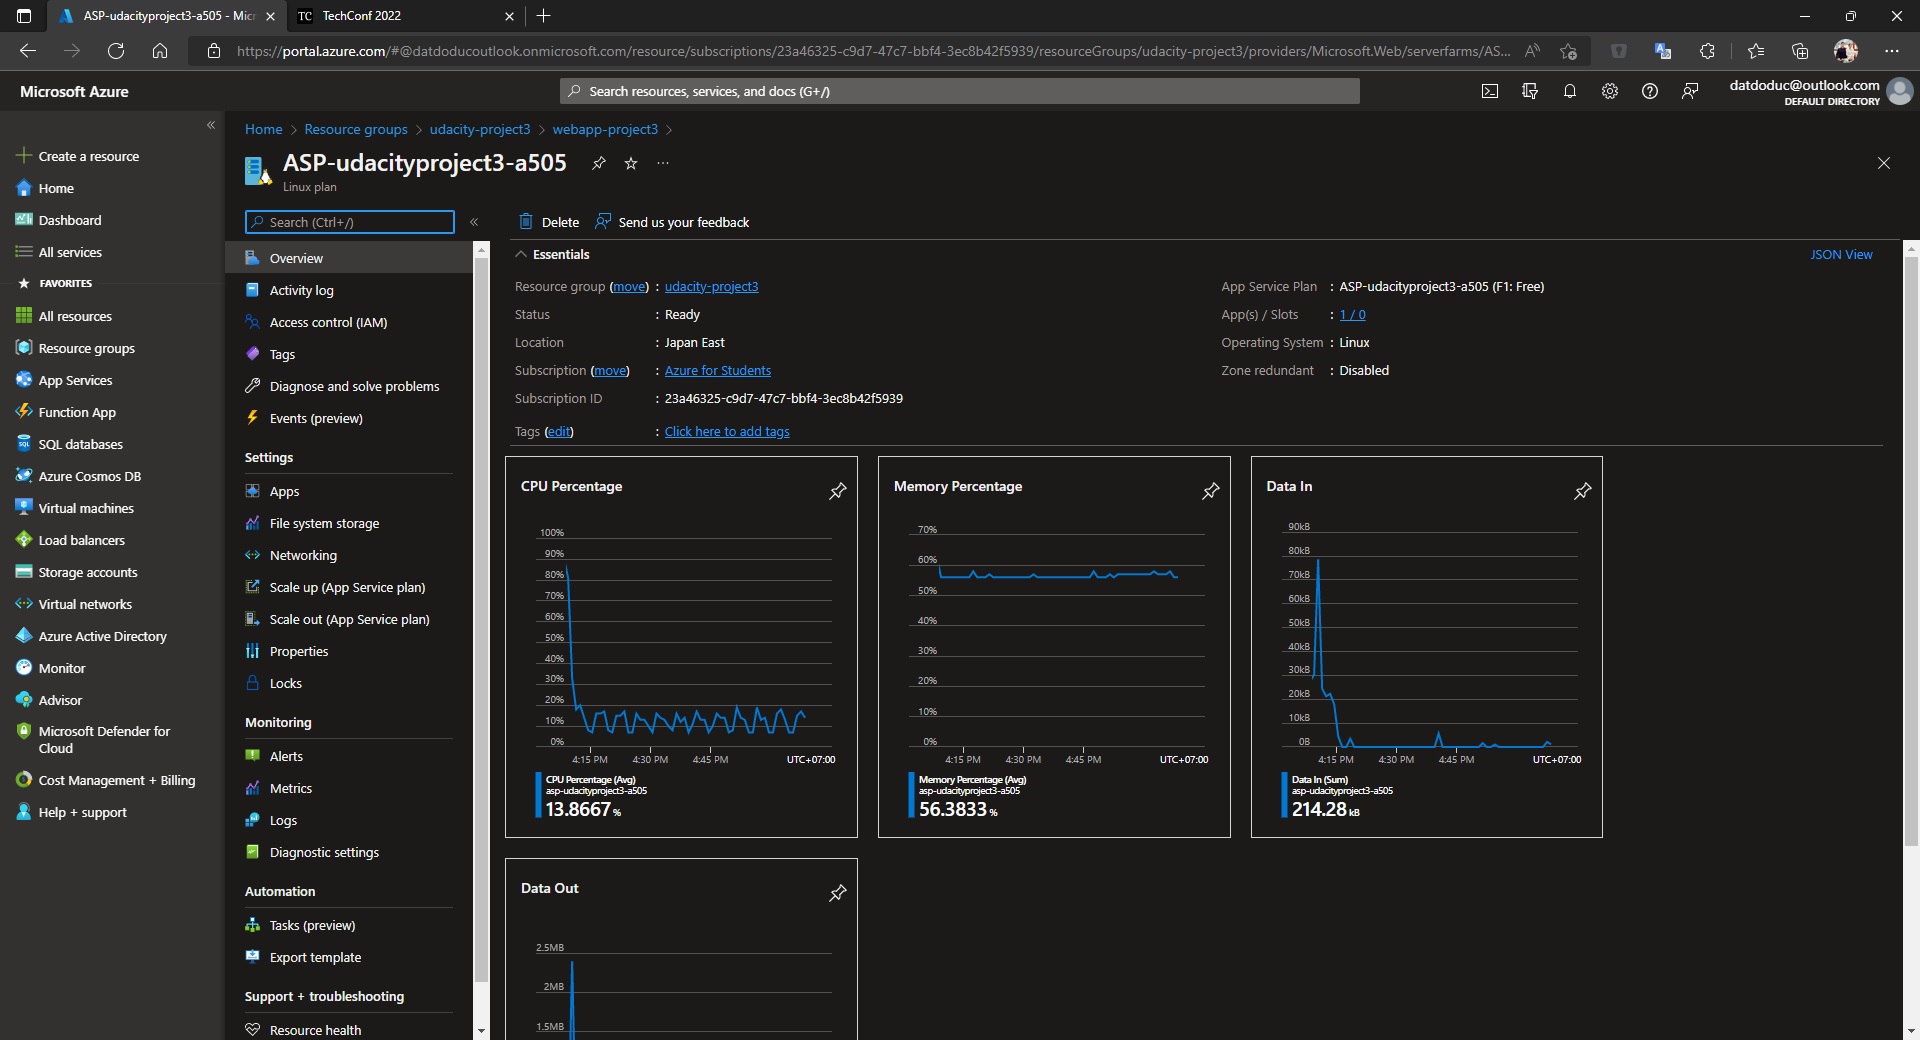 ASP-udacityproject3-a505 - Micr
TechConf 2022
https://portal.azure.com/#@datdoducoutlook.onmicrosoft.com/resource/subscriptions/23a46325-c9d7-47c7-bbf4-3ec8b42f5939/resourceGroups/udacity-project3/providers/Microsoft.Web/serverfarms/AS...
Microsoft Azure
Search resources, services, and docs (G+/)
datdoduc@outlook.com
DEFAULT DIRECTORY
Create a resource
Home
Dashboard
All services
FAVORITES
All resources
Resource groups
App Services
Function App
SQL databases
Azure Cosmos DB
Virtual machines
Load balancers
Storage accounts
Virtual networks
Azure Active Directory
Monitor
Advisor
Microsoft Defender for
Cloud
Cost Management + Billing
Help + support
Home > Resource groups > udacity-project3 > webapp-project3 >
ASP-udacityproject3-a505
Linux plan
Search (Ctrl+/)
Overview
Activity log
Access control (IAM)
Tags
Diagnose and solve problems
Events (preview)
Settings
Apps
File system storage
Networking
Scale up (App Service plan)
Scale out (App Service plan)
Properties
Locks
Monitoring
Alerts
Metrics
Logs
Diagnostic settings
Automation
Tasks (preview)
Export template
Support + troubleshooting
Resource health
Delete
Send us your feedback
Essentials
JSON View
Resource group (move) : udacity-project3
Status : Ready
Location : Japan East
Subscription (move) : Azure for Students
Subscription ID : 23a46325-c9d7-47c7-bbf4-3ec8b42f5939
Tags (edit) : Click here to add tags
App Service Plan : ASP-udacityproject3-a505 (F1: Free)
App(s) / Slots : 1 / 0
Operating System : Linux
Zone redundant : Disabled
CPU Percentage
100%
90%
80%
70%
60%
50%
40%
30%
20%
10%
0%
4:15 PM 4:30 PM 4:45 PM UTC+07:00
CPU Percentage (Avg)
asp-udacityproject3-a505
13.8667 %
Memory Percentage
70%
60%
50%
40%
30%
20%
10%
0%
4:15 PM 4:30 PM 4:45 PM UTC+07:00
Memory Percentage (Avg)
asp-udacityproject3-a505
56.3833 %
Data In
90kB
80kB
70kB
60kB
50kB
40kB
30kB
20kB
10kB
0B
4:15 PM 4:30 PM 4:45 PM UTC+07:00
Data In (Sum)
asp-udacityproject3-a505
214.28 kB
Data Out
2.5MB
2MB
1.5MB